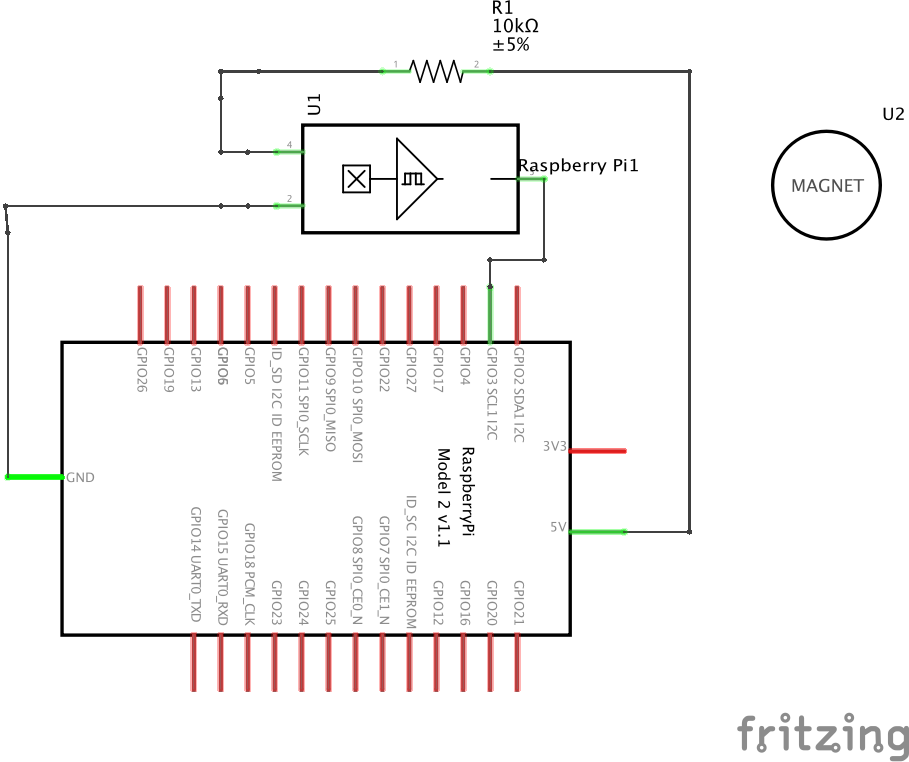 R1
10kΩ
±5%
1
2
U1
4
2
Raspberry Pi1
U2
MAGNET
GPIO26
GPIO19
GPIO13
GPIO6
GPIO5
ID_SD I2C ID EEPROM
GPIO11 SPI0_SCLK
GPIO9 SPI0_MISO
GIPO10 SPI0_MOSI
GPIO22
GPIO27
GPIO17
GPIO4
GPIO3 SCL1 I2C
GPIO2 SDA1 I2C
3V3
RaspberryPi
Model 2 v1.1
GND
5V
GPIO14 UART0_TXD
GPIO15 UART0_RXD
GPIO18 PCM_CLK
GPIO23
GPIO24
GPIO25
GPIO8 SPI0_CE0_N
GPIO7 SPI0_CE1_N
ID_SC I2C ID EEPROM
GPIO12
GPIO16
GPIO20
GPIO21
fritzing